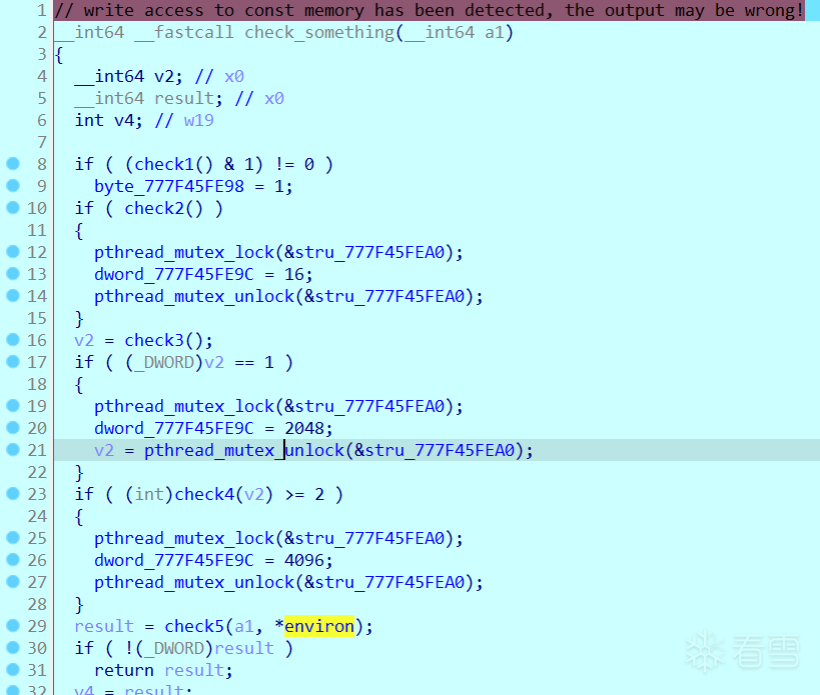 1 // write access to const memory has been detected, the output may be wrong!
2 __int64 __fastcall check_something(__int64 a1)
3 {
4   __int64 v2; // x0
5   __int64 result; // x0
6   int v4; // w19
7
8   if ( (check1() & 1) != 0 )
9     byte_777F45FE98 = 1;
10   if ( check2() )
11   {
12     pthread_mutex_lock(&stru_777F45FEA0);
13     dword_777F45FE9C = 16;
14     pthread_mutex_unlock(&stru_777F45FEA0);
15   }
16   v2 = check3();
17   if ( (_DWORD)v2 == 1 )
18   {
19     pthread_mutex_lock(&stru_777F45FEA0);
20     dword_777F45FE9C = 2048;
21     v2 = pthread_mutex_unlock(&stru_777F45FEA0);
22   }
23   if ( (int)check4(v2) >= 2 )
24   {
25     pthread_mutex_lock(&stru_777F45FEA0);
26     dword_777F45FE9C = 4096;
27     pthread_mutex_unlock(&stru_777F45FEA0);
28   }
29   result = check5(a1, *environ);
30   if ( !(_DWORD)result )
31     return result;
32   v4 = result;
看雪